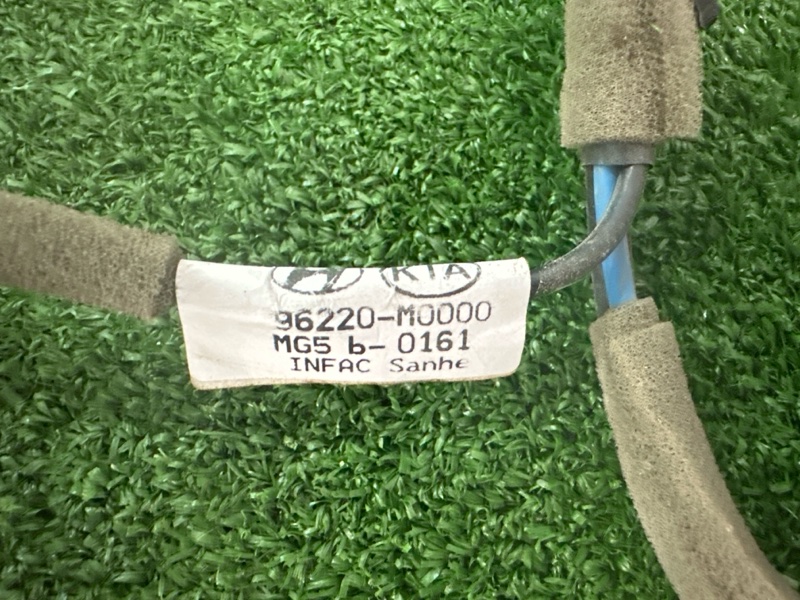 KIA
96220-M0000
MG5 b- 0161
INFAC Sanhe